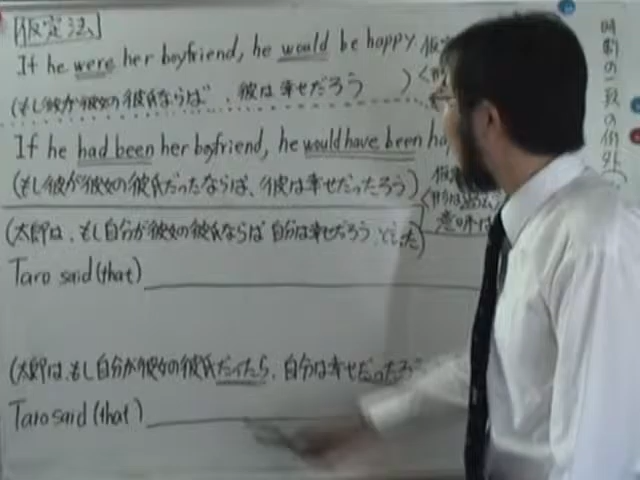 [仮定法]
If he were her boyfriend, he would be happy
(もし彼が彼女の彼氏ならば、彼は幸せだろう)
If he had been her boyfriend, he would have been
(もし彼が彼女の彼氏だったならば、彼は幸せだったろう)
(太郎は、もし自分が彼女の彼氏ならば自分は幸せだろう、といった)
Taro said (that)
(太郎は、もし自分が彼女の彼氏だったら、自分は幸せだったろう
Taro said (that)
意味は
時制の一致の例外